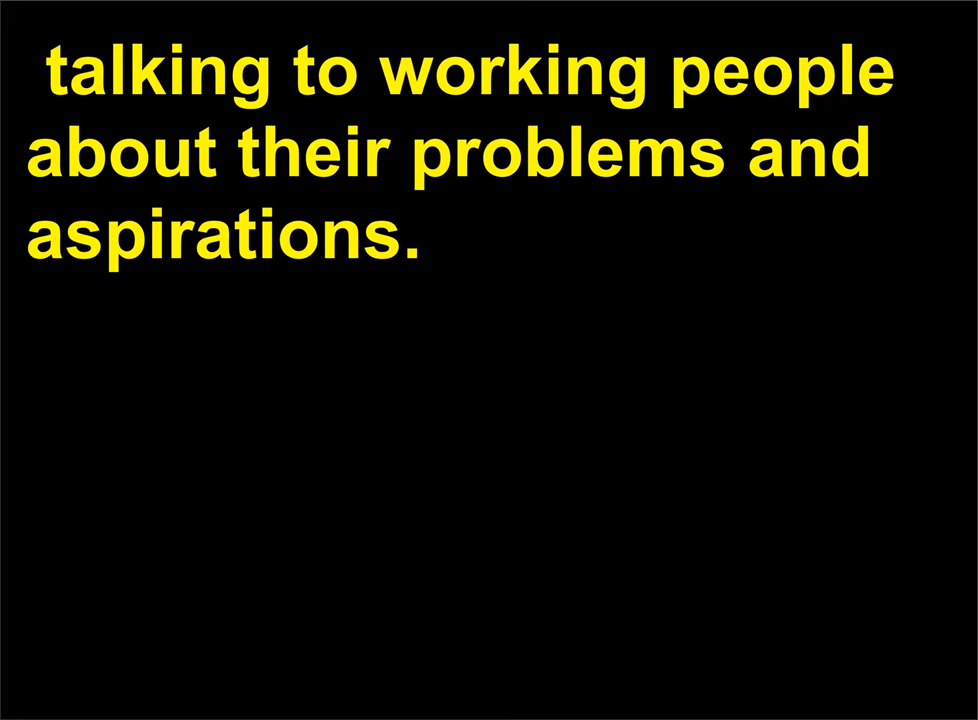 talking to working people
about their problems and
aspirations.